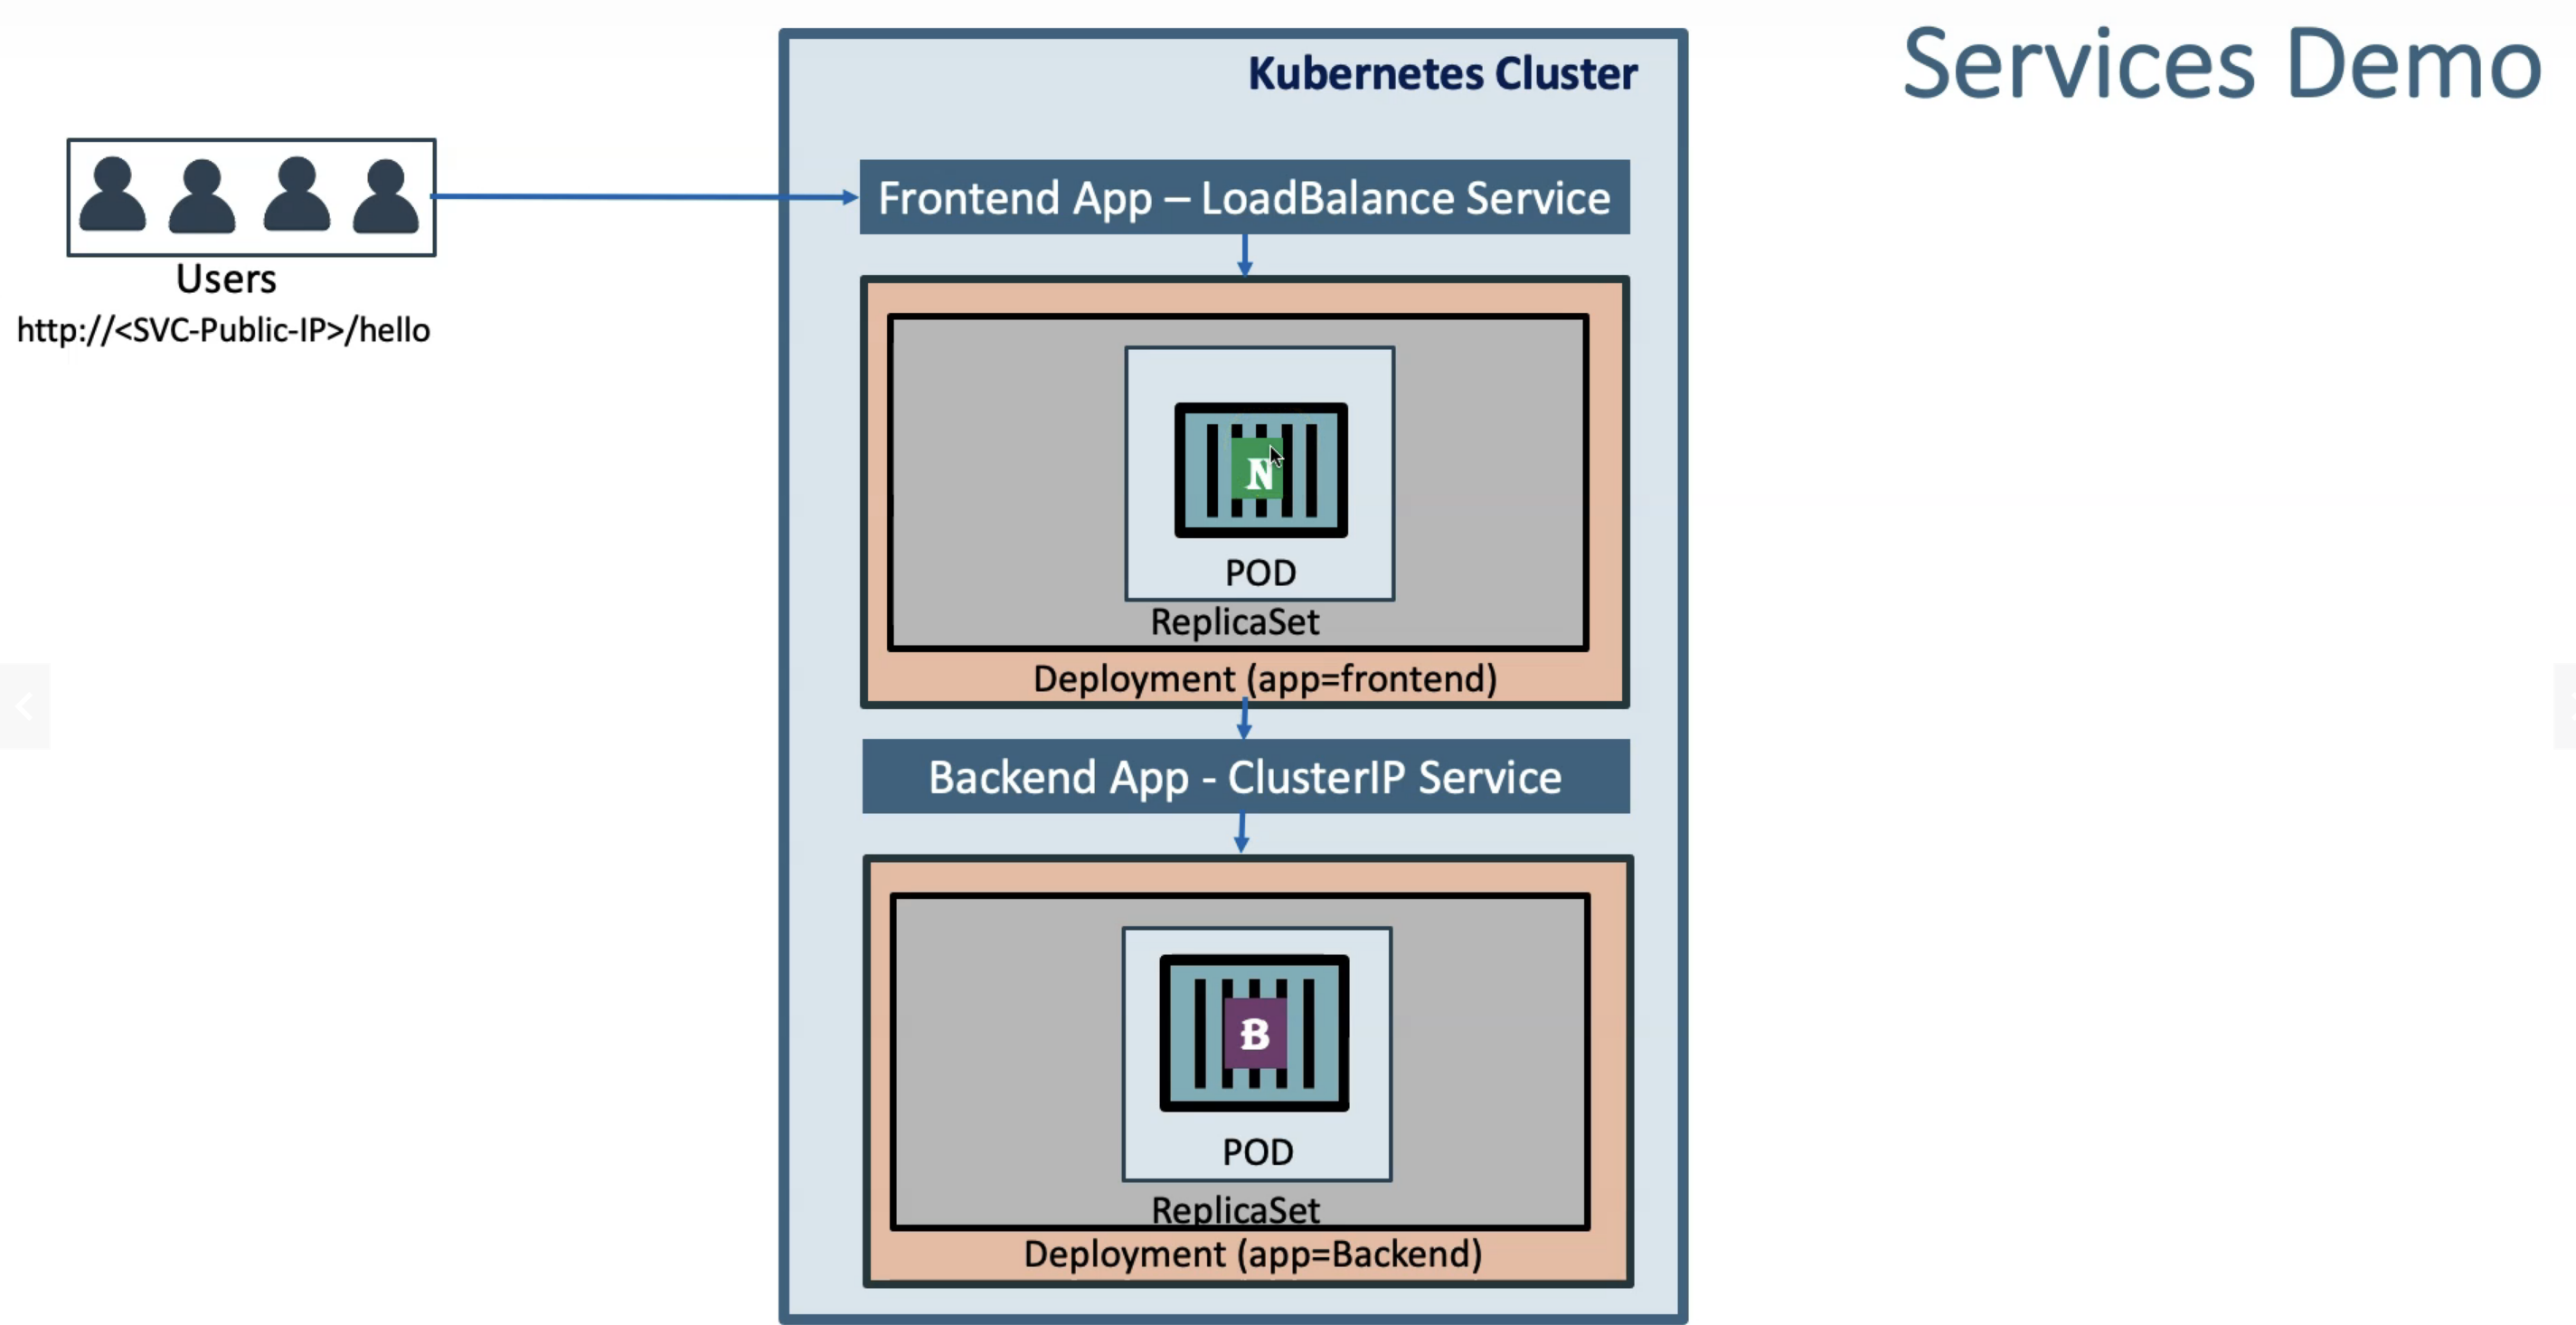 Services Demo
Kubernetes Cluster
Users
http://<SVC-Public-IP>/hello
Frontend App – LoadBalance Service
N
POD
ReplicaSet
Deployment (app=frontend)
Backend App - ClusterIP Service
B
POD
ReplicaSet
Deployment (app=Backend)